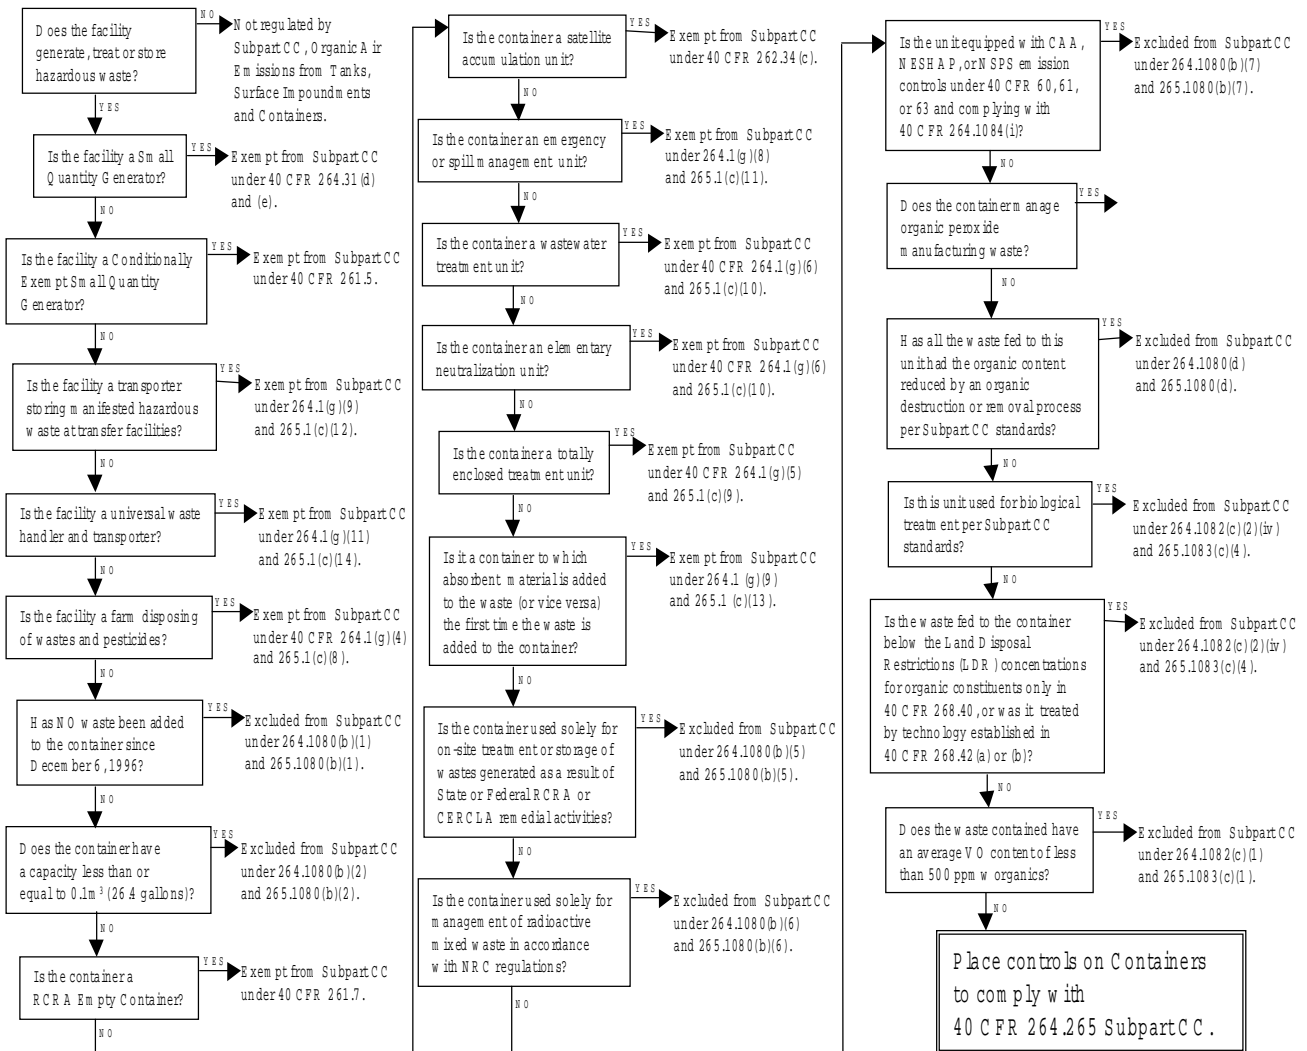 Does the facility
generate, treat or store
hazardous waste?
NO
Not regulated by
Subpart CC, Organic Air
Emissions from Tanks,
Surface Impoundments
and Containers.
YES
Is the facility a Small
Quantity Generator?
YES
Exempt from Subpart CC
under 40 CFR 264.31(d)
and (e).
NO
Is the facility a Conditionally
Exempt Small Quantity
Generator?
YES
Exempt from Subpart CC
under 40 CFR 261.5.
NO
Is the facility a transporter
storing manifested hazardous
waste at transfer facilities?
YES
Exempt from Subpart CC
under 264.1(g)(9)
and 265.1(c)(12).
NO
Is the facility a universal waste
handler and transporter?
YES
Exempt from Subpart CC
under 264.1(g)(11)
and 265.1(c)(14).
NO
Is the facility a farm disposing
of wastes and pesticides?
YES
Exempt from Subpart CC
under 40 CFR 264.1(g)(4)
and 265.1(c)(8).
NO
Has NO waste been added
to the container since
December 6, 1996?
YES
Excluded from Subpart CC
under 264.1080(b)(1)
and 265.1080(b)(1).
NO
Does the container have
a capacity less than or
equal to 0.1m³ (26.4 gallons)?
YES
Excluded from Subpart CC
under 264.1080(b)(2)
and 265.1080(b)(2).
NO
Is the container a
RCRA Empty Container?
YES
Exempt from Subpart CC
under 40 CFR 261.7.
NO
Is the container a satellite
accumulation unit?
YES
Exempt from Subpart CC
under 40 CFR 262.34(c).
NO
Is the container an emergency
or spill management unit?
YES
Exempt from Subpart CC
under 264.1(g)(8)
and 265.1(c)(11).
NO
Is the container a wastewater
treatment unit?
YES
Exempt from Subpart CC
under 40 CFR 264.1(g)(6)
and 265.1(c)(10).
NO
Is the container an elementary
neutralization unit?
YES
Exempt from Subpart CC
under 40 CFR 264.1(g)(6)
and 265.1(c)(10).
NO
Is the container a totally
enclosed treatment unit?
YES
Exempt from Subpart CC
under 40 CFR 264.1(g)(5)
and 265.1(c)(9).
NO
Is it a container to which
absorbent material is added
to the waste (or vice versa)
the first time the waste is
added to the container?
YES
Exempt from Subpart CC
under 264.1 (g)(9)
and 265.1 (c)(13).
NO
Is the container used solely for
on-site treatment or storage of
wastes generated as a result of
State or Federal RCRA or
CERCLA remedial activities?
YES
Excluded from Subpart CC
under 264.1080(b)(5)
and 265.1080(b)(5).
NO
Is the container used solely for
management of radioactive
mixed waste in accordance
with NRC regulations?
YES
Excluded from Subpart CC
under 264.1080(b)(6)
and 265.1080(b)(6).
NO
Is the unit equipped with CAA,
NESHAP, or NSPS emission
controls under 40 CFR 60, 61,
or 63 and complying with
40 CFR 264.1084(i)?
YES
Excluded from Subpart CC
under 264.1080(b)(7)
and 265.1080(b)(7).
NO
Does the container manage
organic peroxide
manufacturing waste?
YES
NO
Has all the waste fed to this
unit had the organic content
reduced by an organic
destruction or removal process
per Subpart CC standards?
YES
Excluded from Subpart CC
under 264.1080(d)
and 265.1080(d).
NO
Is this unit used for biological
treatment per Subpart CC
standards?
YES
Excluded from Subpart CC
under 264.1082(c)(2)(iv)
and 265.1083(c)(4).
NO
Is the waste fed to the container
below the Land Disposal
Restrictions (LDR) concentrations
for organic constituents only in
40 CFR 268.40, or was it treated
by technology established in
40 CFR 268.42(a) or (b)?
YES
Excluded from Subpart CC
under 264.1082(c)(2)(iv)
and 265.1083(c)(4).
NO
Does the waste contained have
an average VO content of less
than 500 ppmw organics?
YES
Excluded from Subpart CC
under 264.1082(c)(1)
and 265.1083(c)(1).
NO
Place controls on Containers
to comply with
40 CFR 264.265 Subpart CC.